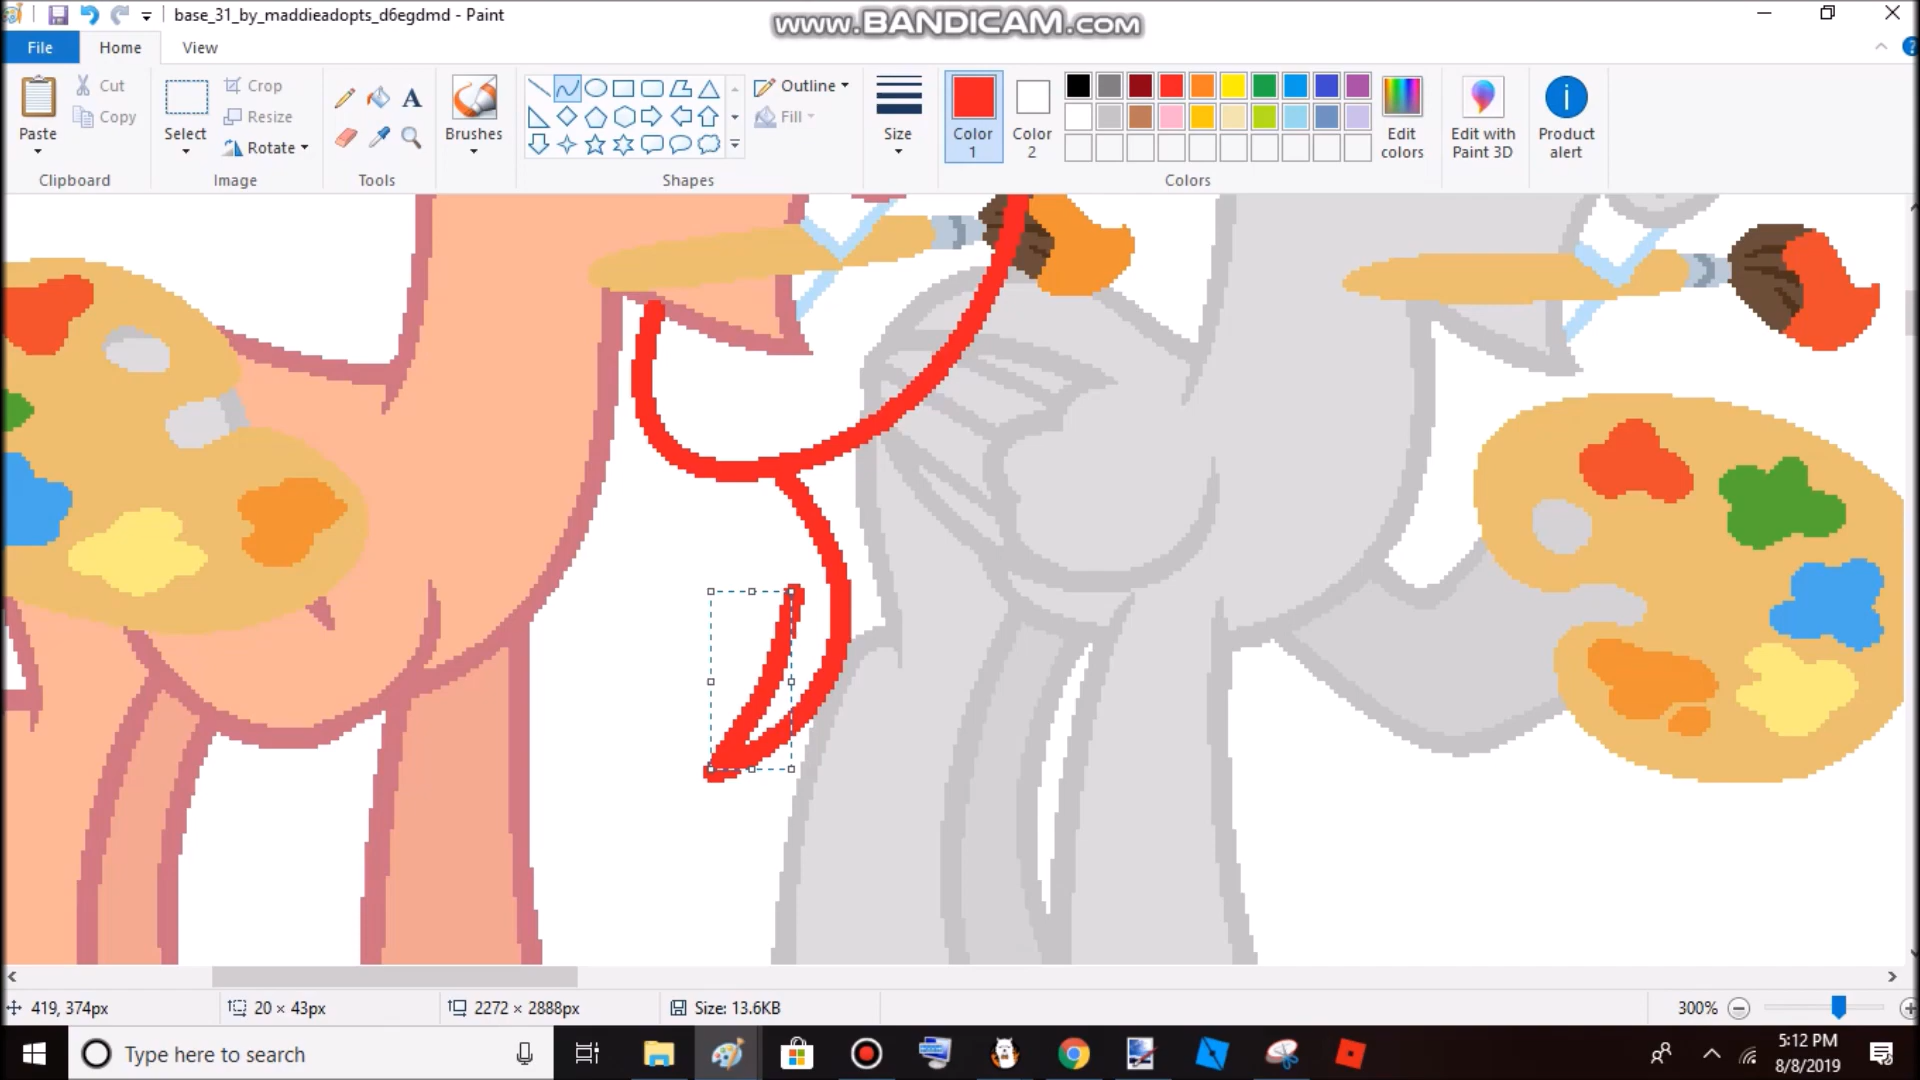 base_31_by_maddieadopts_d6egdmd - Paint
www.BANDICAM.com
File Home View
Paste
Cut
Copy
Clipboard
Select
Crop
Resize
Rotate
Image
A
Tools
Brushes
Shapes
Outline
Fill
Size
Color 1
Color 2
Colors
Edit colors
Edit with Paint 3D
Product alert
419, 374px
20 × 43px
2272 × 2888px
Size: 13.6KB
300%
Type here to search
5:12 PM
8/8/2019